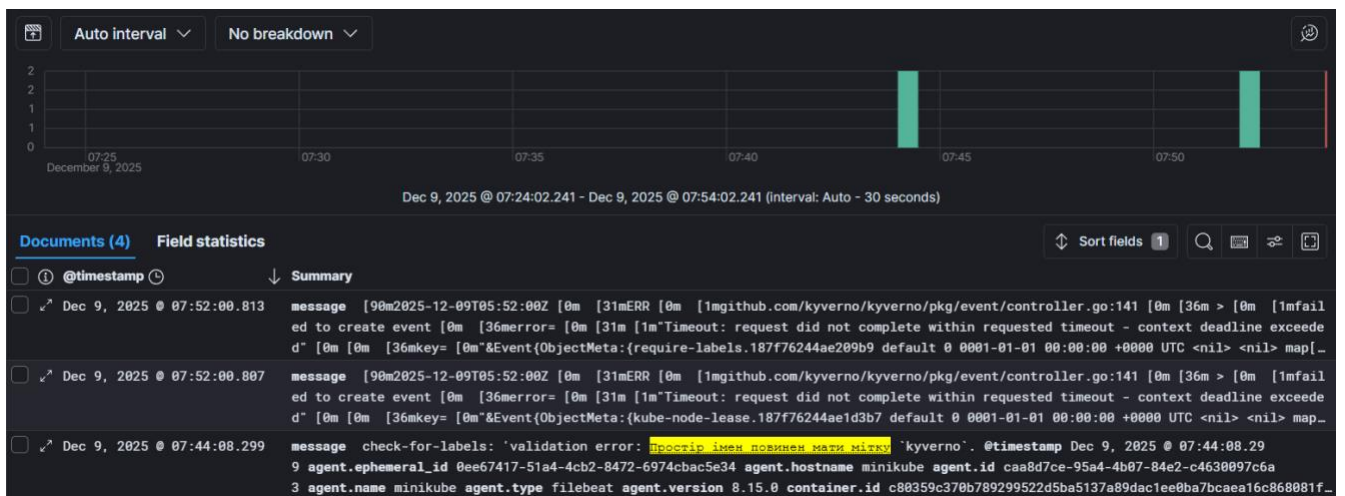 Auto interval No breakdown
2
2
1
1
0
07:25 07:30 07:35 07:40 07:45 07:50
December 9, 2025
Dec 9, 2025 @ 07:24:02.241 - Dec 9, 2025 @ 07:54:02.241 (interval: Auto - 30 seconds)
Documents (4) Field statistics Sort fields 1
@timestamp Summary
Dec 9, 2025 @ 07:52:00.813 message [90m2025-12-09T05:52:00Z [0m [31mERR [0m [1mgithub.com/kyverno/kyverno/pkg/event/controller.go:141 [0m [36m > [0m [1mfail
ed to create event [0m [36merror= [0m [31m [1m"Timeout: request did not complete within requested timeout - context deadline exceede
d" [0m [0m [36mkey= [0m"&Event{ObjectMeta:{require-labels.187f76244ae209b9 default 0 0001-01-01 00:00:00 +0000 UTC <nil> <nil> map[…
Dec 9, 2025 @ 07:52:00.807 message [90m2025-12-09T05:52:00Z [0m [31mERR [0m [1mgithub.com/kyverno/kyverno/pkg/event/controller.go:141 [0m [36m > [0m [1mfail
ed to create event [0m [36merror= [0m [31m [1m"Timeout: request did not complete within requested timeout - context deadline exceede
d" [0m [0m [36mkey= [0m"&Event{ObjectMeta:{kube-node-lease.187f76244ae1d3b7 default 0 0001-01-01 00:00:00 +0000 UTC <nil> <nil> map…
Dec 9, 2025 @ 07:44:08.299 message check-for-labels: `validation error: Простір імен повинен мати мітку `kyverno`. @timestamp Dec 9, 2025 @ 07:44:08.29
9 agent.ephemeral_id 0ee67417-51a4-4cb2-8472-6974cbac5e34 agent.hostname minikube agent.id caa8d7ce-95a4-4b07-84e2-c4630097c6a
3 agent.name minikube agent.type filebeat agent.version 8.15.0 container.id c80359c370b789299522d5ba5137a89dac1ee0ba7bcaea16c868081f…